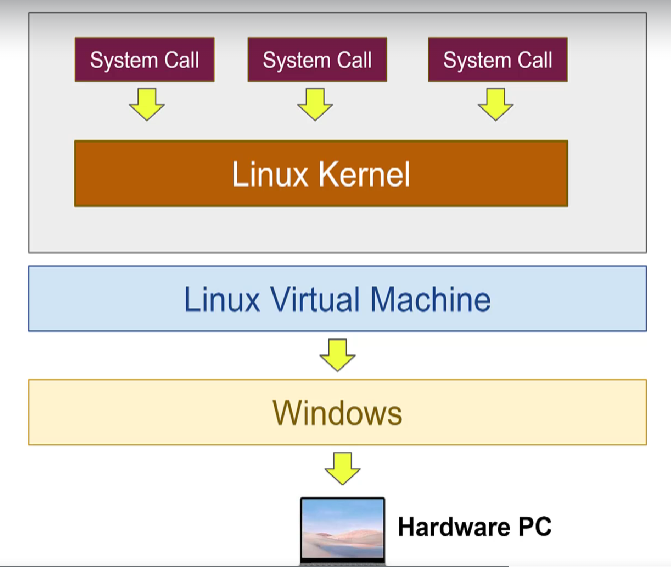 System Call
System Call
System Call
Linux Kernel
Linux Virtual Machine
Windows
Hardware PC